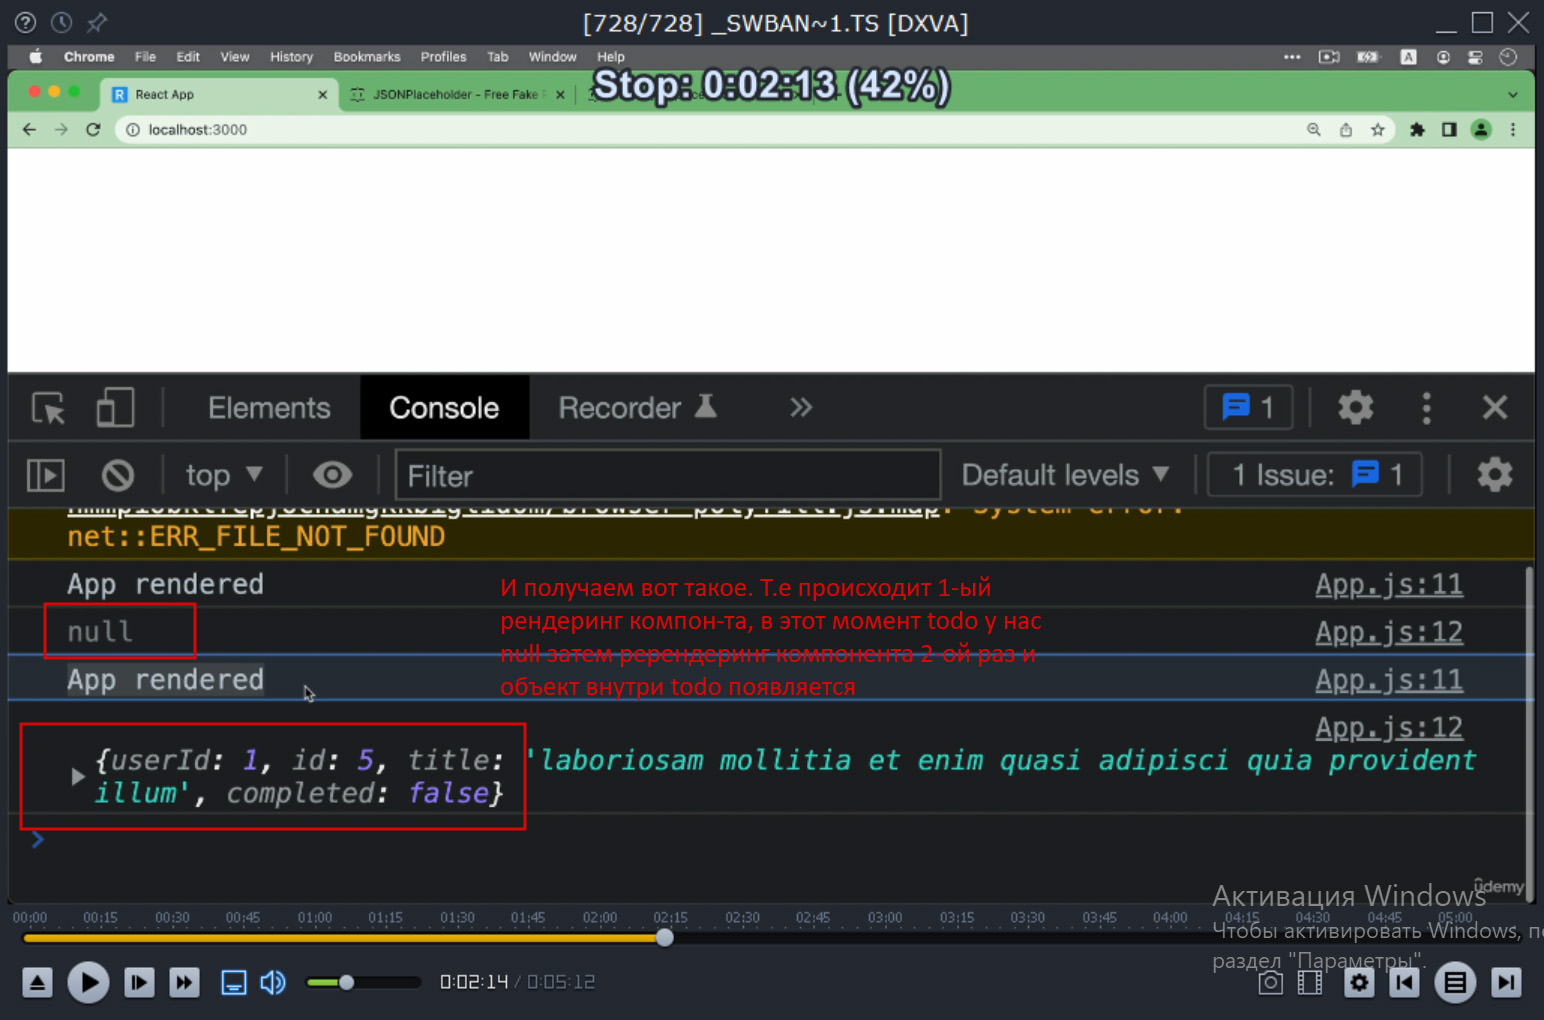 [728/728] _SWBAN~1.TS [DXVA]
Chrome File Edit View History Bookmarks Profiles Tab Window Help
Stop: 0:02:13 (42%)
React App
JSONPlaceholder - Free Fake
localhost:3000
Elements Console Recorder » 1
top Filter Default levels 1 Issue: 1
net::ERR_FILE_NOT_FOUND
App rendered App.js:11
null App.js:12
App rendered App.js:11
И получаем вот такое. Т.е происходит 1-ый
рендеринг компон-та, в этот момент todo у нас
null затем ререндеринг компонента 2-ой раз и
объект внутри todo появляется
App.js:12
{userId: 1, id: 5, title: 'laboriosam mollitia et enim quasi adipisci quia provident
illum', completed: false}
ûdemy
Активация Windows
Чтобы активировать Windows,
раздел "Параметры".
00:00 00:15 00:30 00:45 01:00 01:15 01:30 01:45 02:00 02:15 02:30 02:45 03:00 03:15 03:30 03:45 04:00 04:15 04:30 04:45 05:00
0:02:14 / 0:05:12